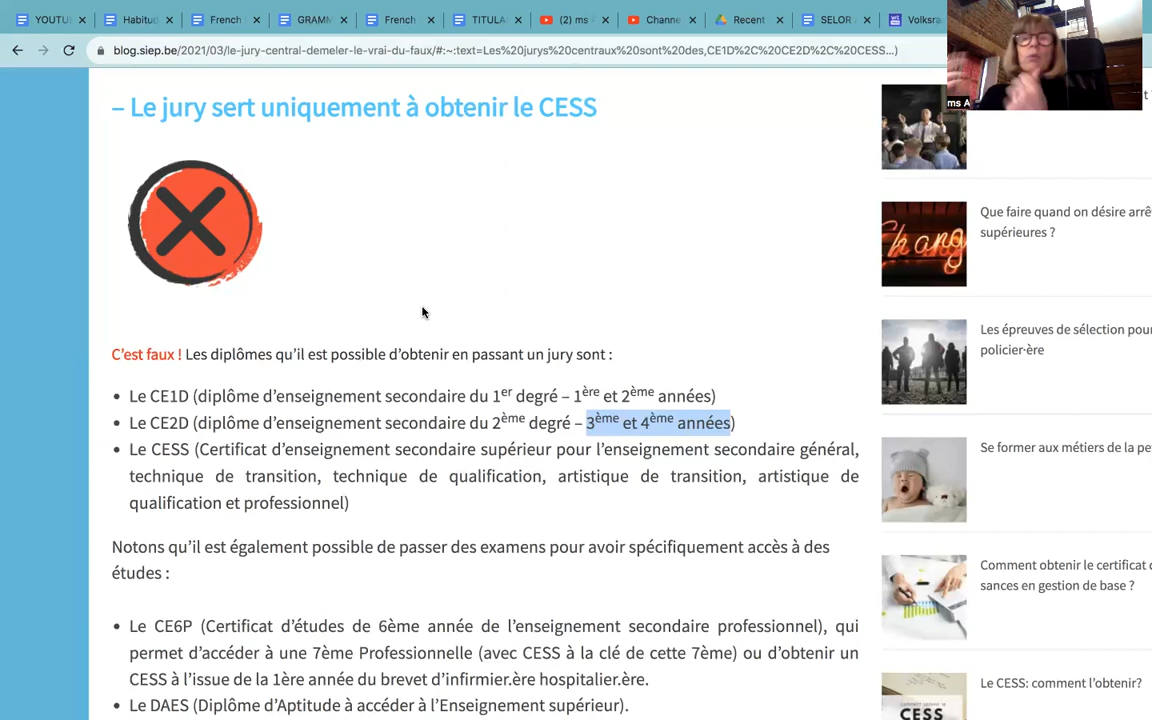 YOUTU
Habitud
French
GRAMM
French
TITULA
(2) ms
Channe
Recent
SELOR
Volksra
blog.siep.be/2021/03/le-jury-central-demeler-le-vrai-du-faux/#:~:text=Les%20jurys%20centraux%20sont%20des,CE1D%2C%20CE2D%2C%20CESS...)
ms A
– Le jury sert uniquement à obtenir le CESS
C'est faux ! Les diplômes qu'il est possible d'obtenir en passant un jury sont :
• Le CE1D (diplôme d'enseignement secondaire du 1er degré – 1ère et 2ème années)
• Le CE2D (diplôme d'enseignement secondaire du 2ème degré – 3ème et 4ème années)
• Le CESS (Certificat d'enseignement secondaire supérieur pour l'enseignement secondaire général,
technique de transition, technique de qualification, artistique de transition, artistique de
qualification et professionnel)
Notons qu'il est également possible de passer des examens pour avoir spécifiquement accès à des
études :
• Le CE6P (Certificat d'études de 6ème année de l'enseignement secondaire professionnel), qui
permet d'accéder à une 7ème Professionnelle (avec CESS à la clé de cette 7ème) ou d'obtenir un
CESS à l'issue de la 1ère année du brevet d'infirmier.ère hospitalier.ère.
• Le DAES (Diplôme d'Aptitude à accéder à l'Enseignement supérieur).
Chang
Que faire quand on désire arrê
supérieures ?
Les épreuves de sélection pour
policier·ère
Se former aux métiers de la pe
Comment obtenir le certificat d
sances en gestion de base ?
Le CESS: comment l'obtenir?
CESS